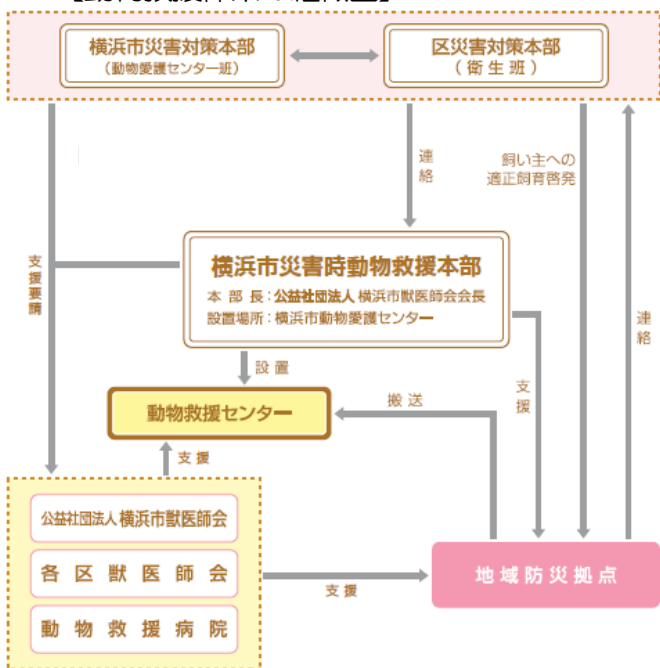 横浜市災害対策本部
(動物愛護センター班)
区災害対策本部
(衛生班)
連絡
飼い主への
適正飼育啓発
支援要請
横浜市災害時動物救援本部
本部長:公益社団法人 横浜市獣医師会会長
設置場所:横浜市動物愛護センター
連絡
設置
支援
搬送
動物救援センター
支援
公益社団法人 横浜市獣医師会
各区獣医師会
動物救援病院
支援
地域防災拠点